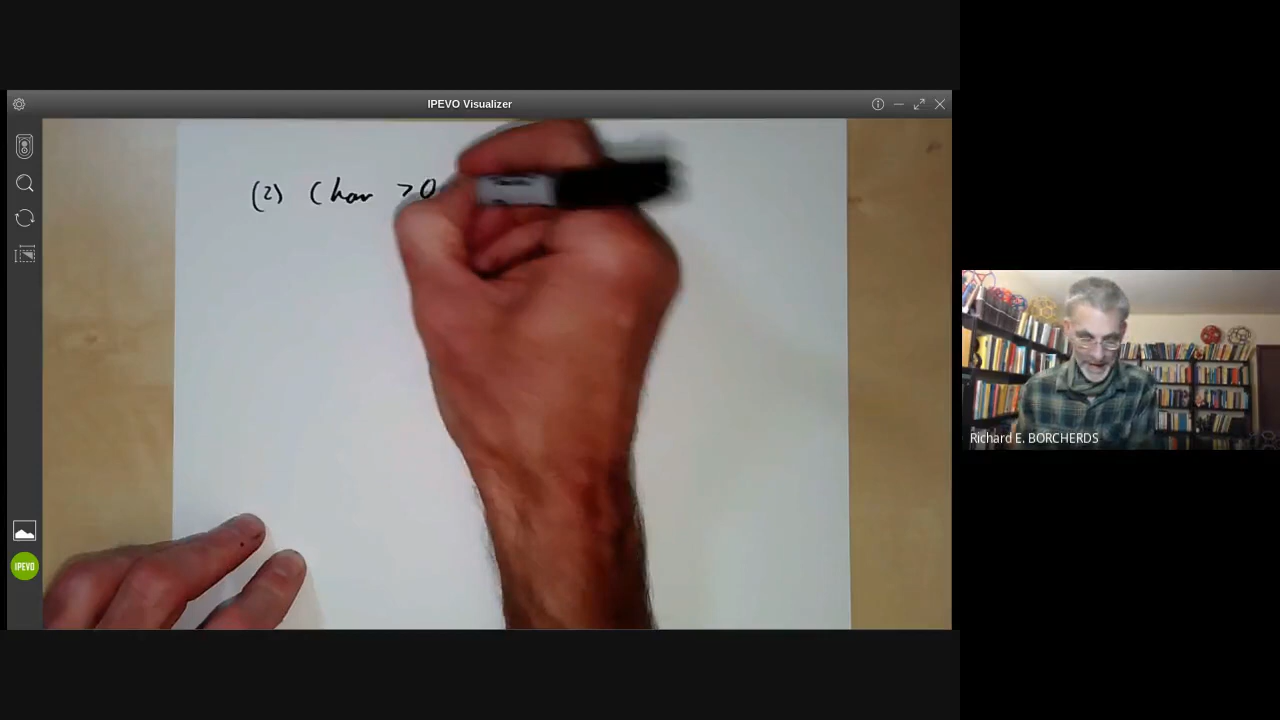 IPEVO Visualizer
(2) Char >0
Richard E. BORCHERDS
IPEVO